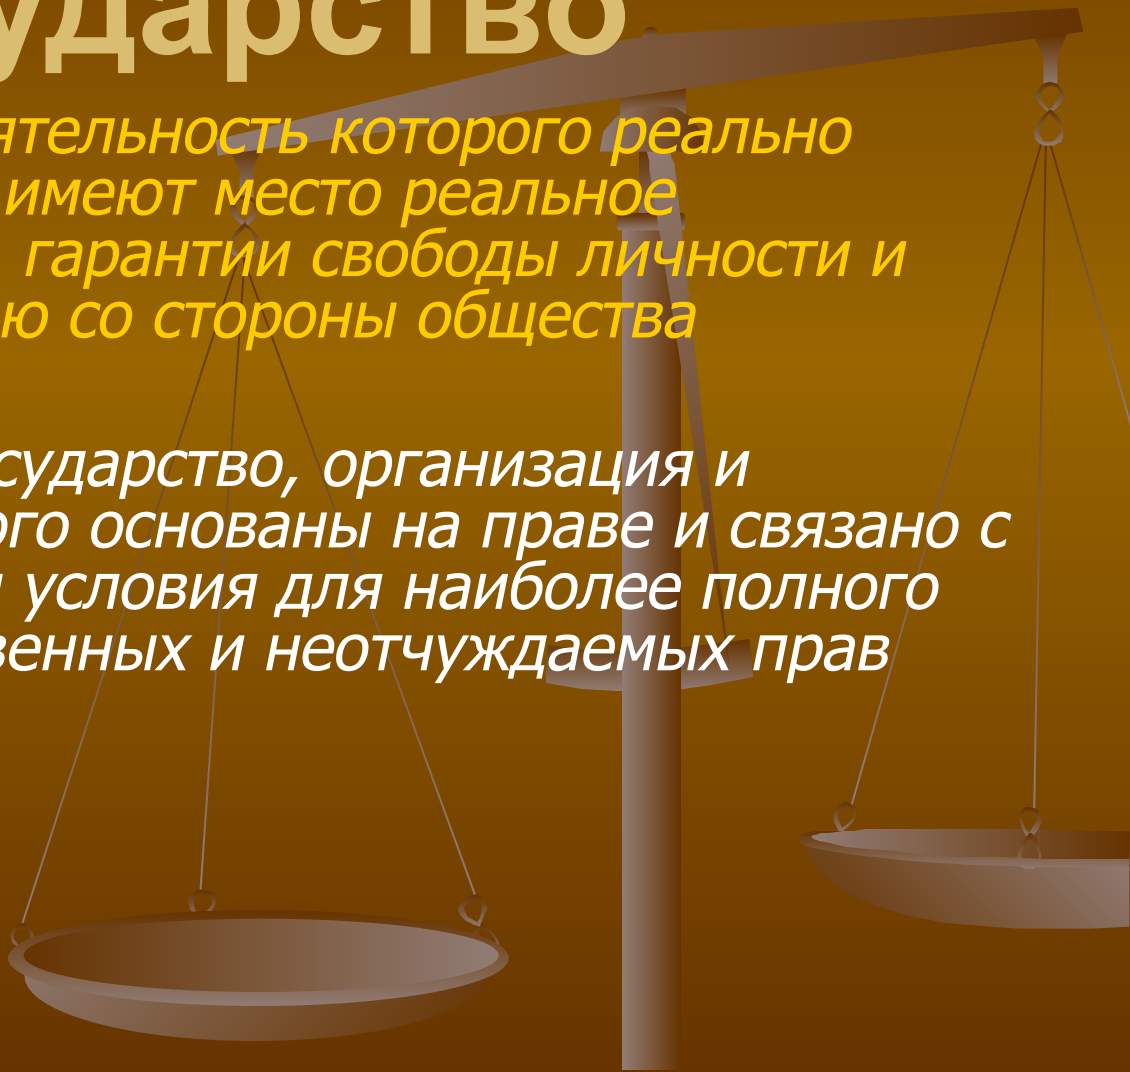 ударство
ятельность которого реально
имеют место реальное
гарантии свободы личности и
ю со стороны общества
сударство, организация и
ого основаны на праве и связано с
условия для наиболее полного
венных и неотчуждаемых прав